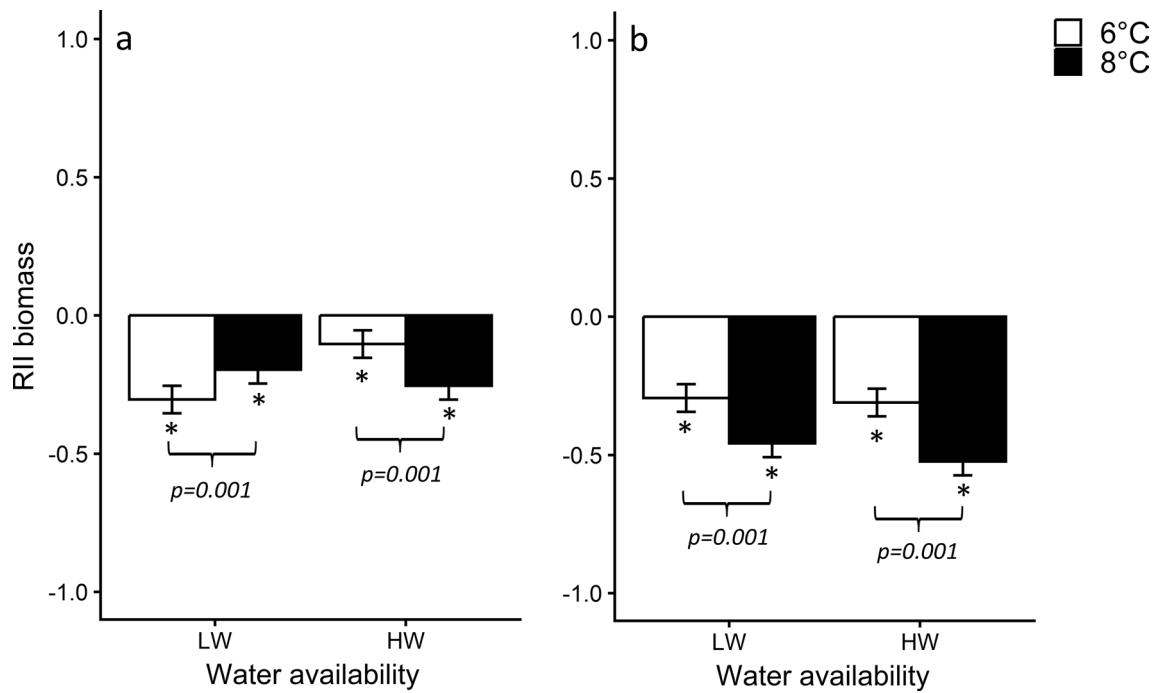 a
b
6°C
8°C
RII biomass
1.0
0.5
0.0
-0.5
-1.0
*
*
*
*
p=0.001
p=0.001
LW
HW
Water availability
1.0
0.5
0.0
-0.5
-1.0
*
*
*
*
p=0.001
p=0.001
LW
HW
Water availability